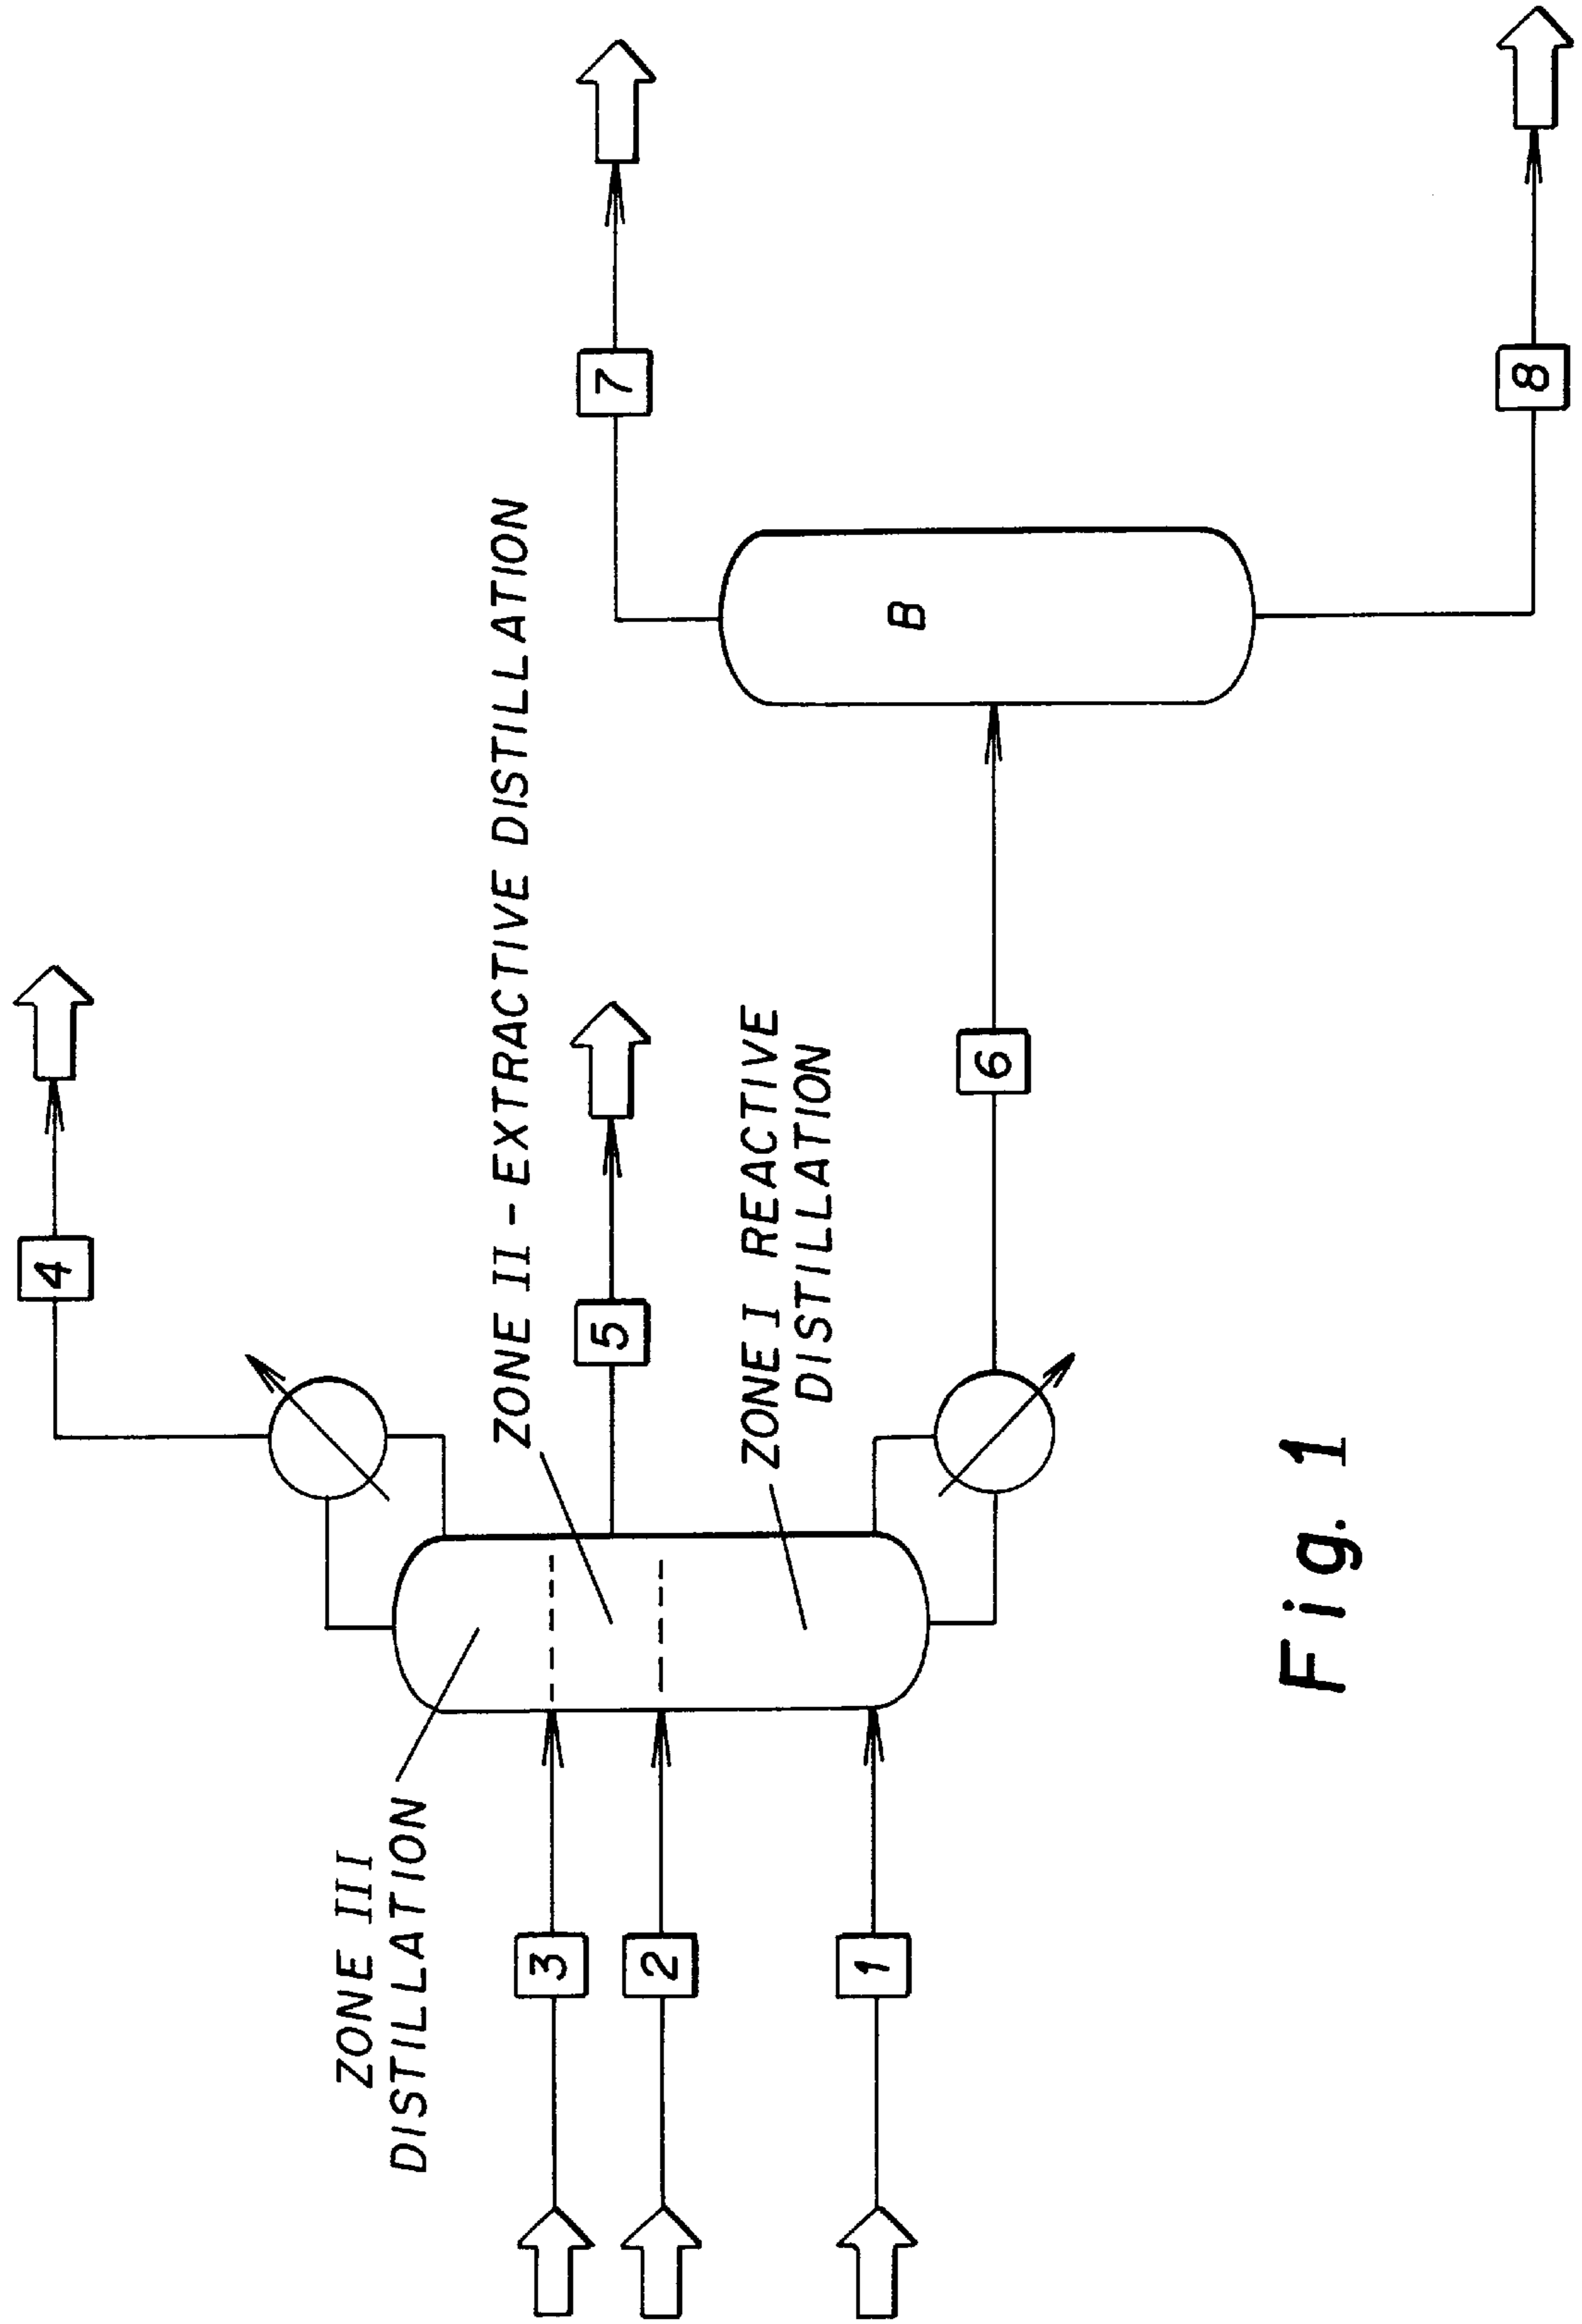 4
7
8
ZONE III
DISTILLATION
ZONE II - EXTRACTIVE DISTILLATION
5
ZONE I REACTIVE
DISTILLATION
3
2
1
6
B
Fig. 1